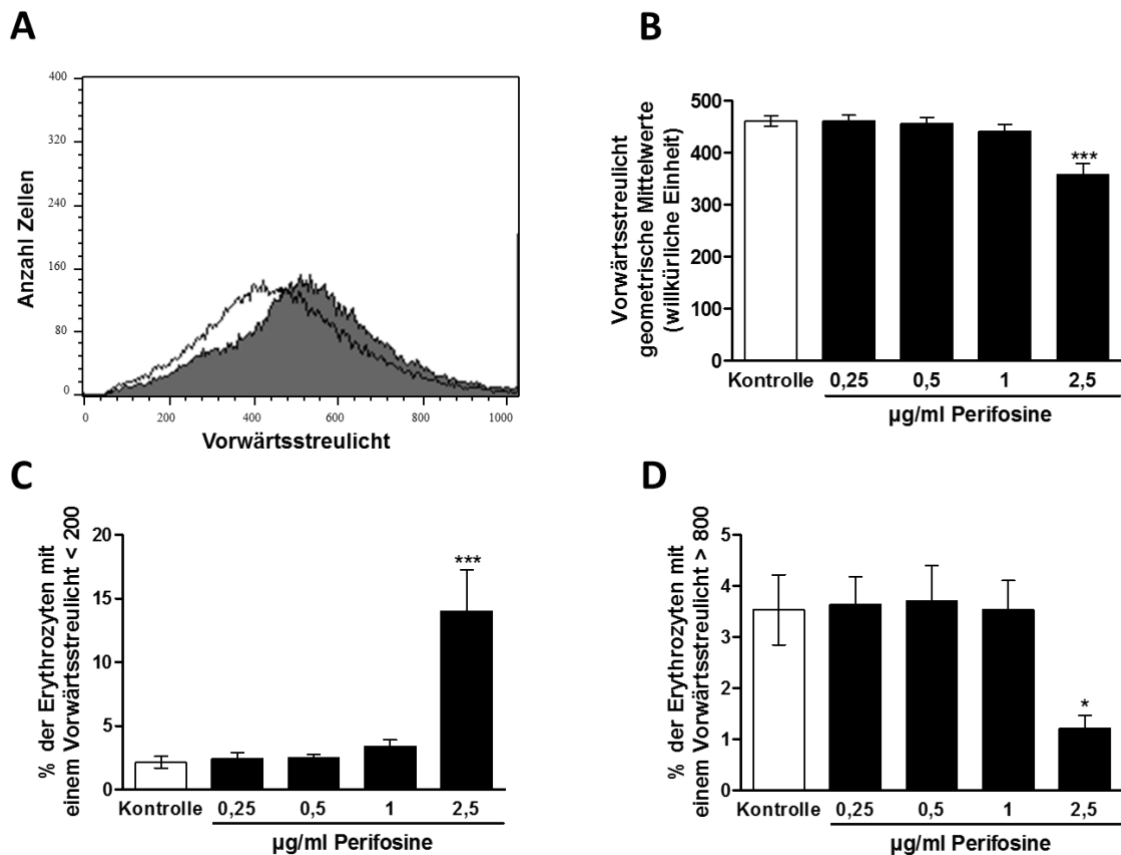 A
400
320
240
160
80
0
Anzahl Zellen
0 200 400 600 800 1000
Vorwärtsstreulicht
B
Vorwärtsstreulicht
geometrische Mittelwerte
(willkürliche Einheit)
500
400
300
200
100
0
***
Kontrolle 0,25 0,5 1 2,5
µg/ml Perifosine
C
% der Erythrozyten mit
einem Vorwärtsstreulicht < 200
20
15
10
5
0
***
Kontrolle 0,25 0,5 1 2,5
µg/ml Perifosine
D
% der Erythrozyten mit
einem Vorwärtsstreulicht > 800
5
4
3
2
1
0
*
Kontrolle 0,25 0,5 1 2,5
µg/ml Perifosine